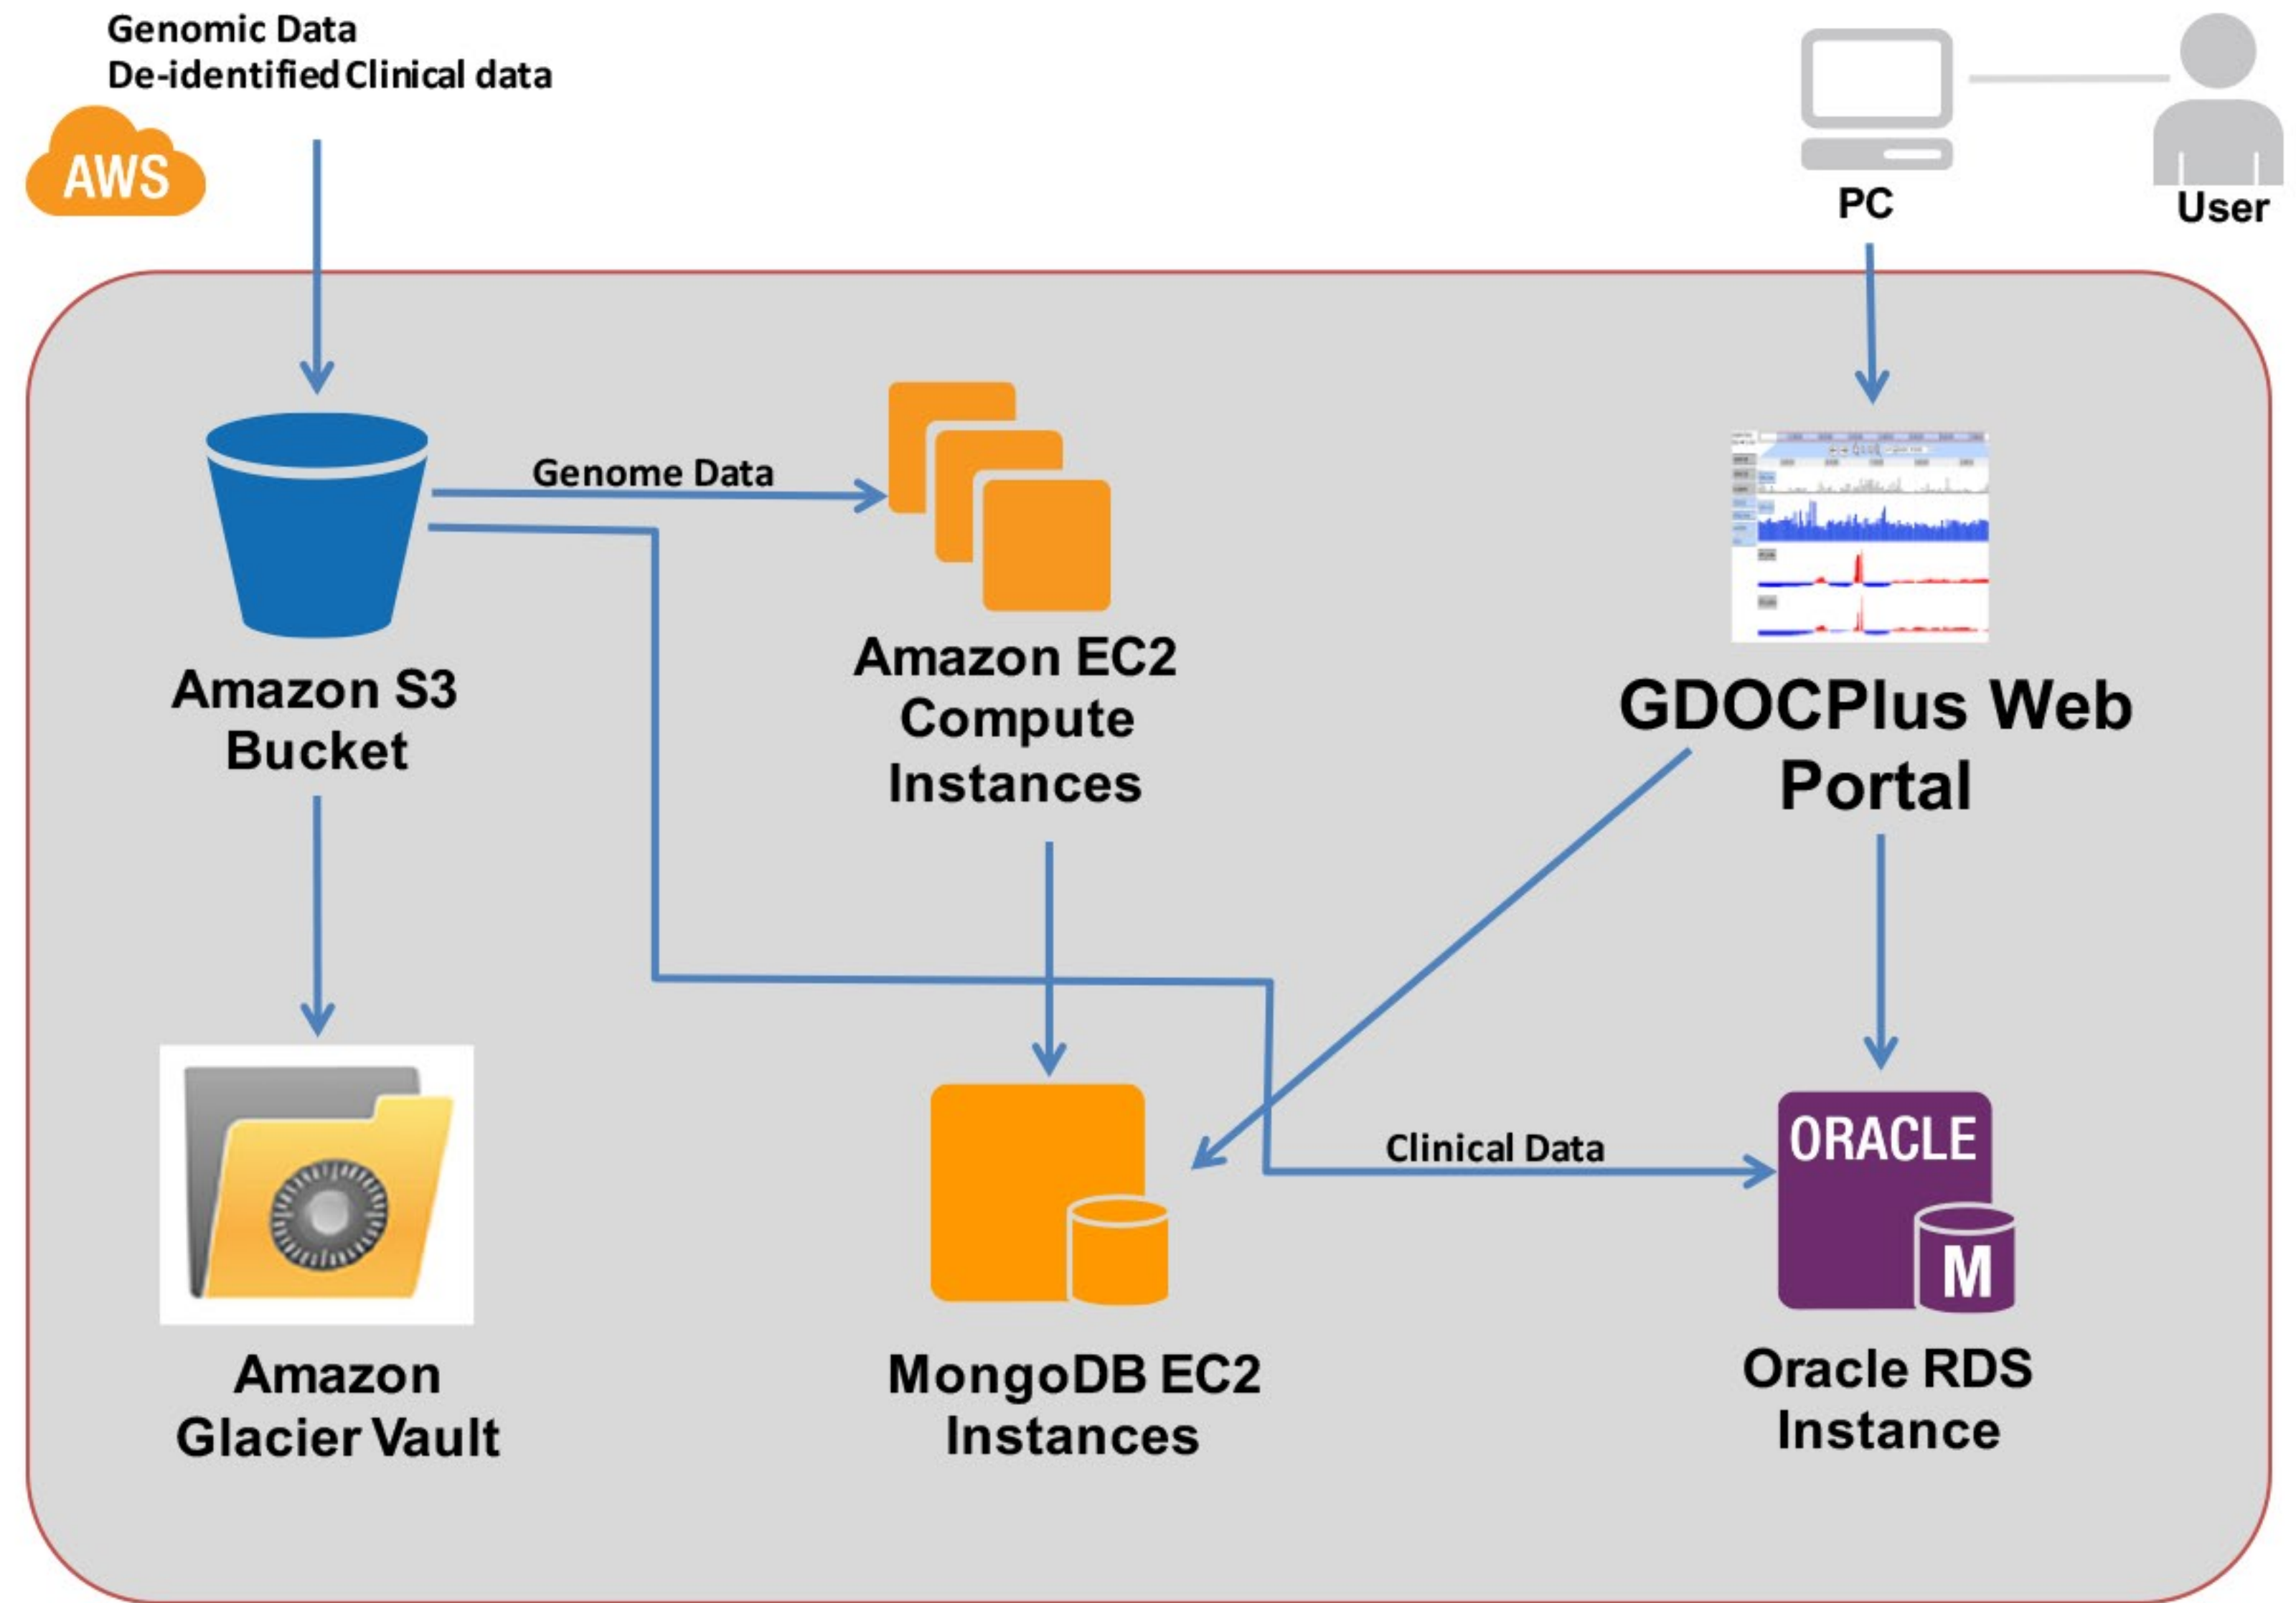 Genomic Data
De-identified Clinical data
AWS
PC
User
Genome Data
Amazon S3
Bucket
Amazon EC2
Compute
Instances
GDOCPlus Web
Portal
Clinical Data
ORACLE
M
Amazon
Glacier Vault
MongoDB EC2
Instances
Oracle RDS
Instance